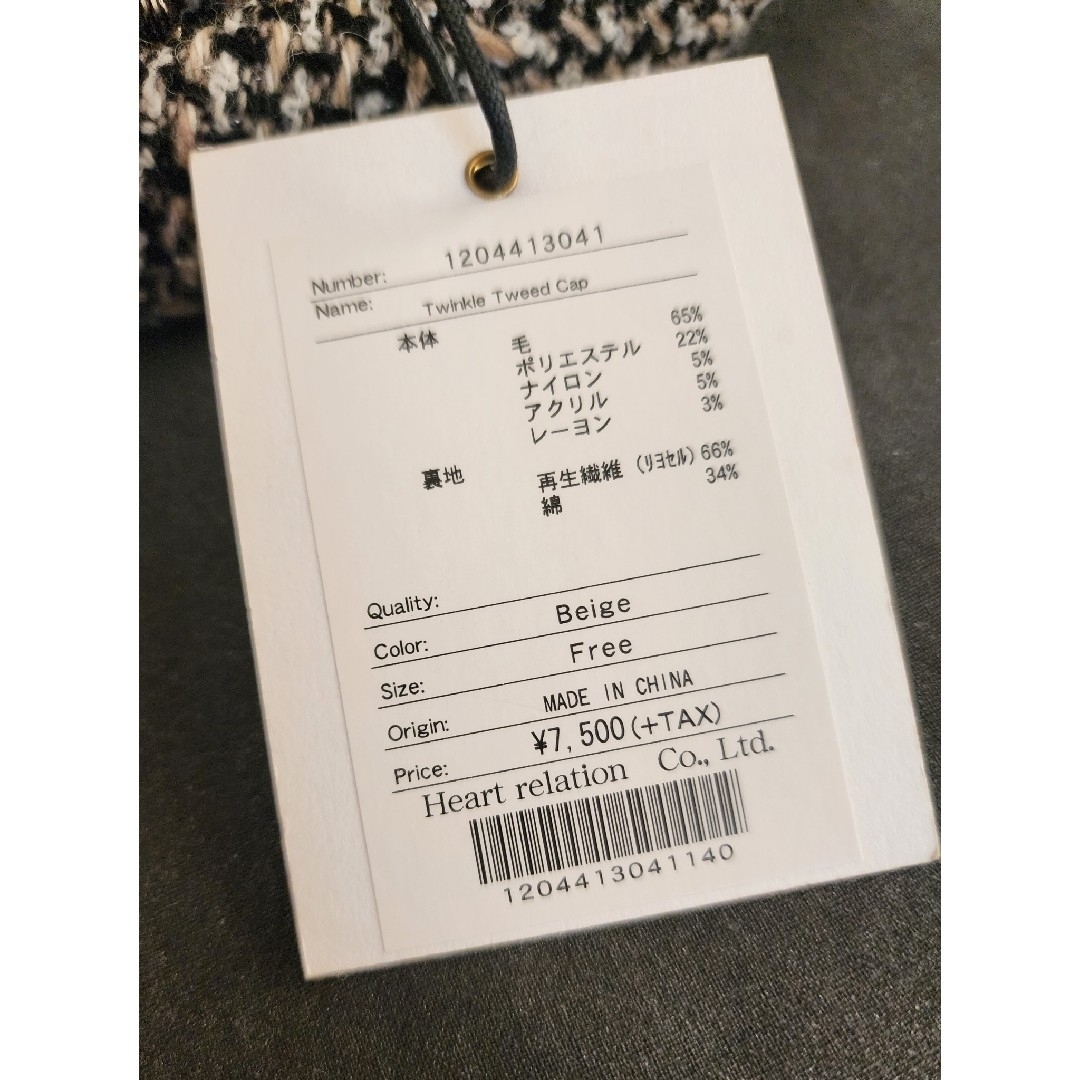 Number: 1204413041
Name: Twinkle Tweed Cap
本体 毛 65%
ポリエステル 22%
ナイロン 5%
アクリル 5%
レーヨン 3%
裏地 再生繊維 (リヨセル) 66%
綿 34%
Quality:
Color: Beige
Size: Free
Origin: MADE IN CHINA
Price: ¥7,500(+TAX)
Heart relation Co., Ltd.
1204413041140